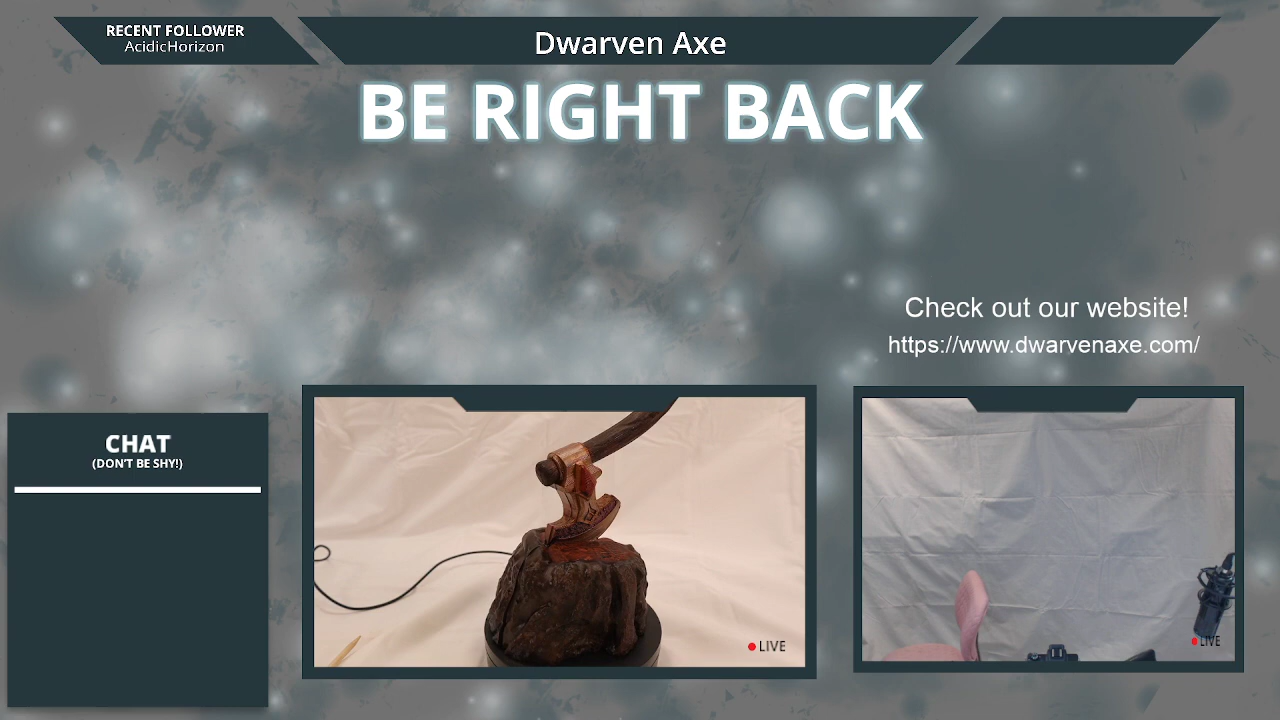 RECENT FOLLOWER
AcidicHorizon
Dwarven Axe
BE RIGHT BACK
Check out our website!
https://www.dwarvenaxe.com/
CHAT
(DON'T BE SHY!)
LIVE
LIVE